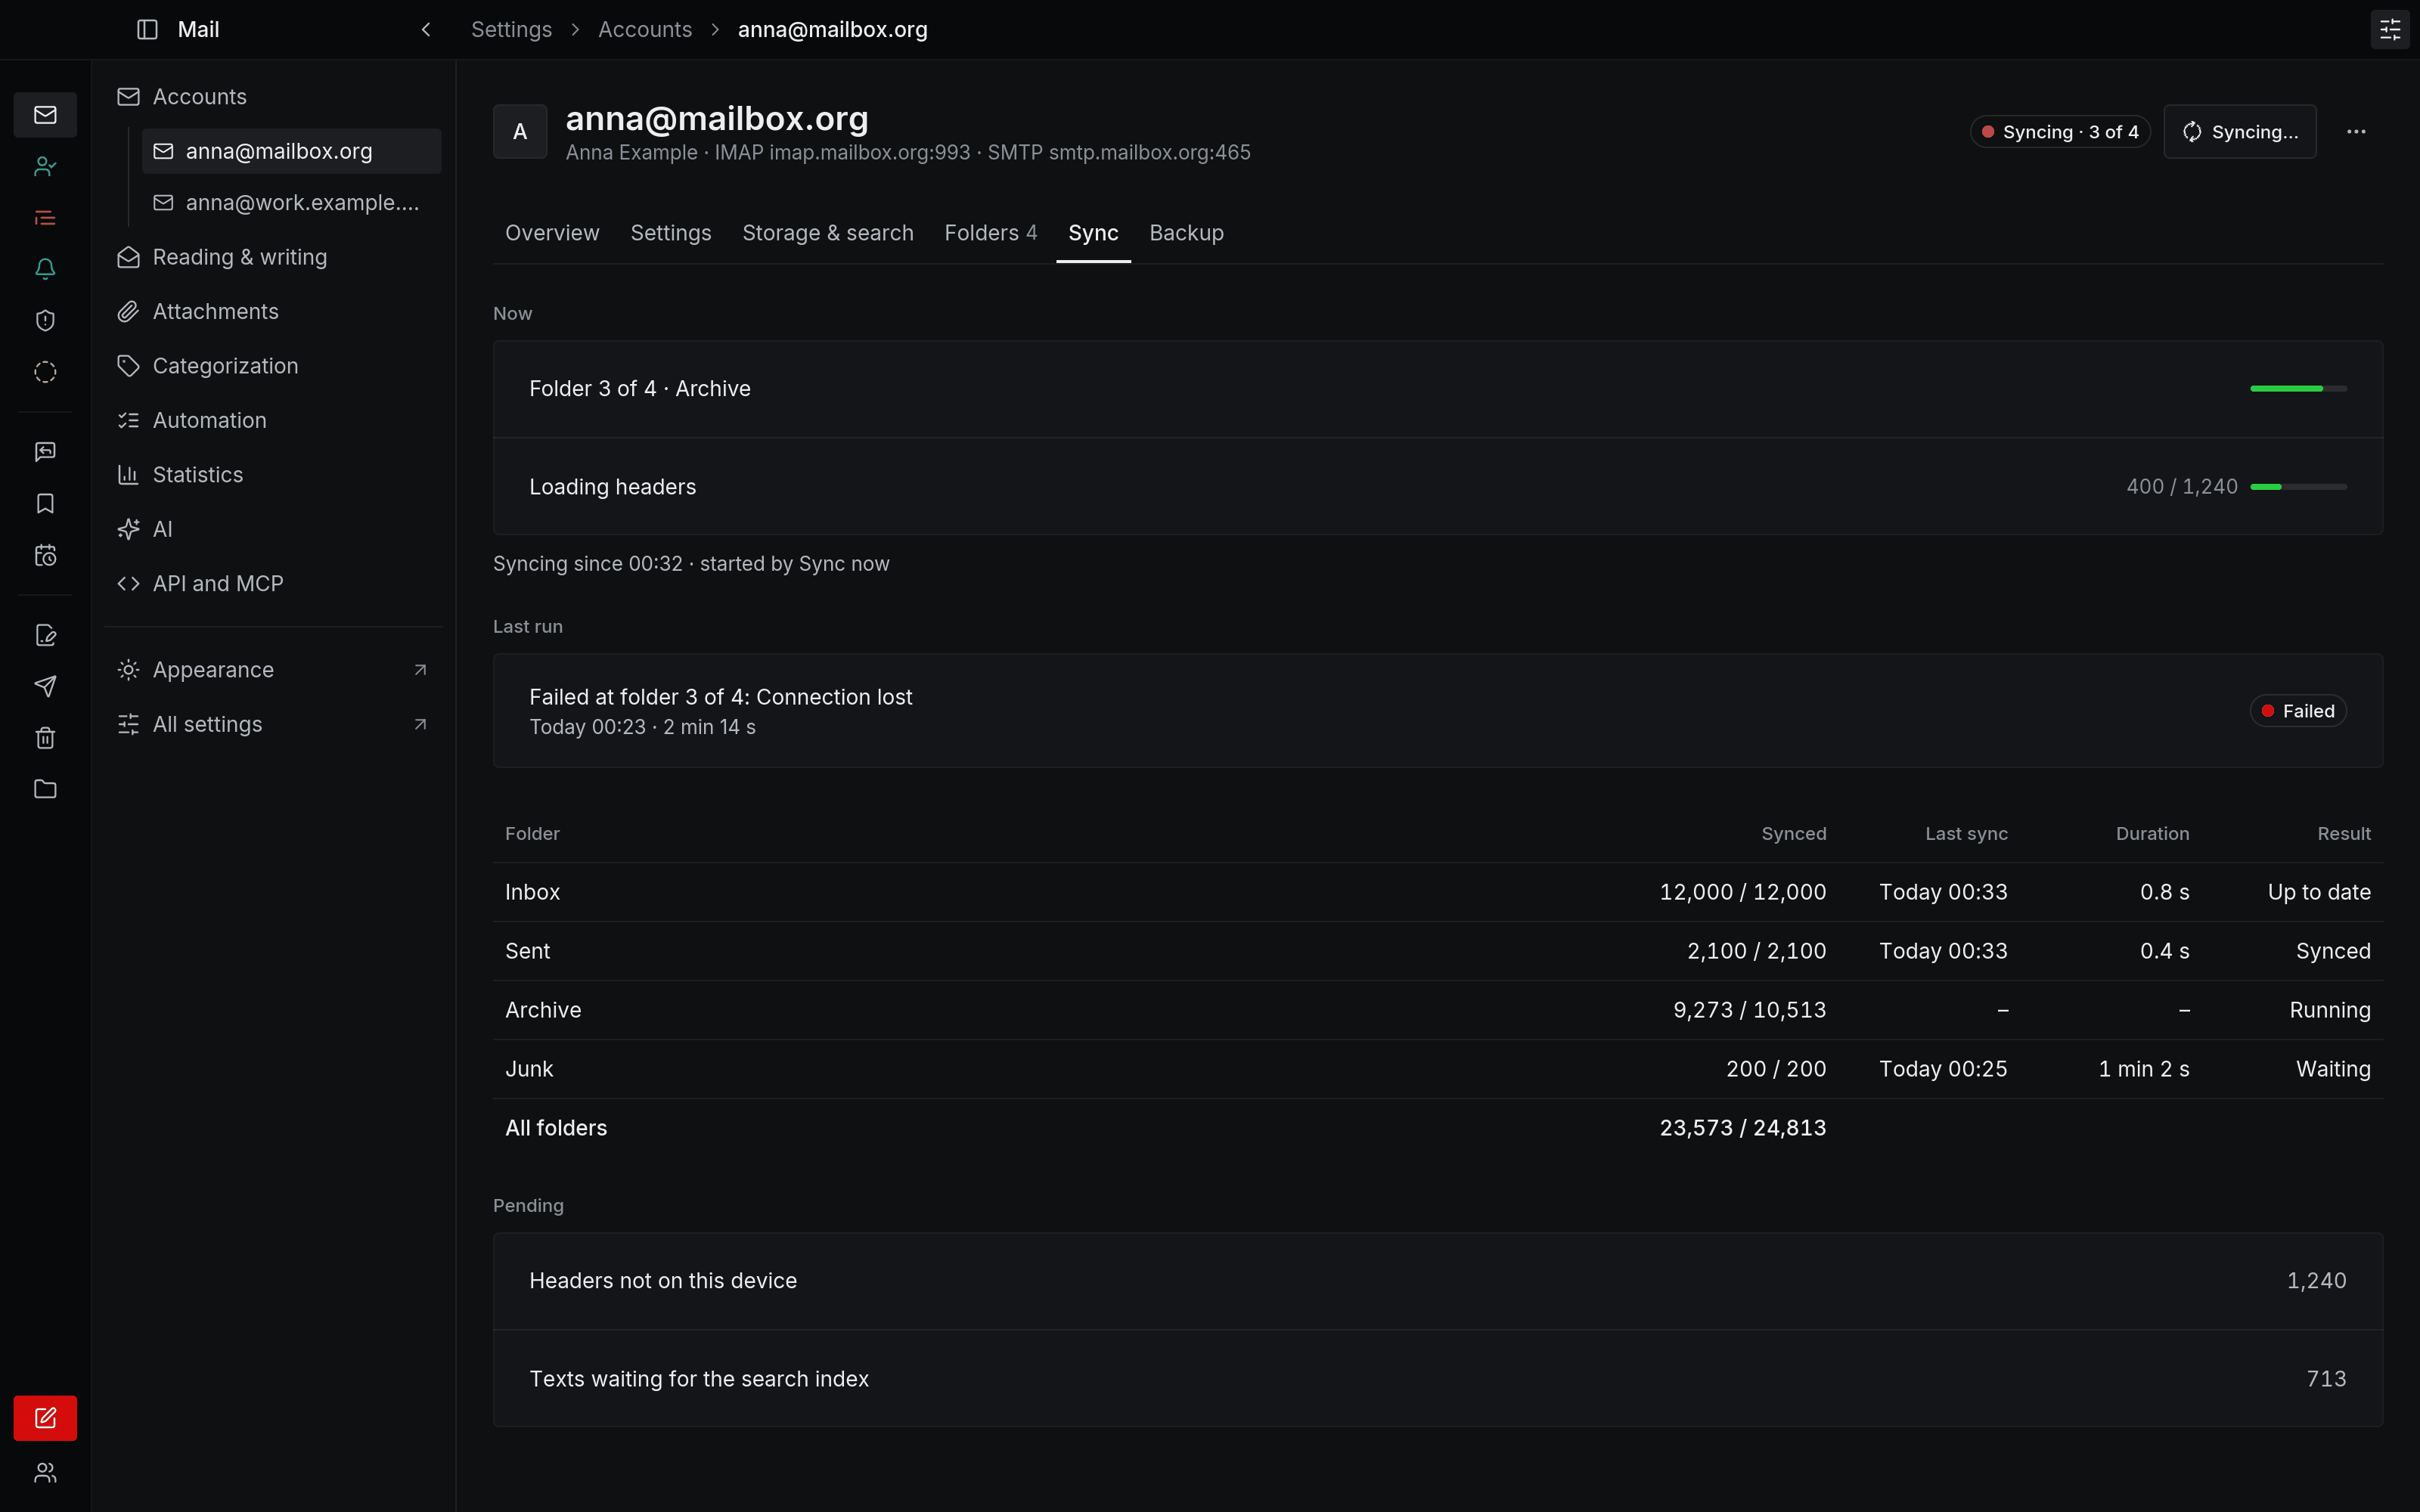 Mail
Settings > Accounts > anna@mailbox.org
Accounts
anna@mailbox.org
anna@work.example....
Reading & writing
Attachments
Categorization
Automation
Statistics
AI
API and MCP
Appearance
All settings
A
anna@mailbox.org
Anna Example · IMAP imap.mailbox.org:993 · SMTP smtp.mailbox.org:465
Syncing · 3 of 4
Syncing...
Overview Settings Storage & search Folders 4 Sync Backup
Now
Folder 3 of 4 · Archive
Loading headers 400 / 1,240
Syncing since 00:32 · started by Sync now
Last run
Failed at folder 3 of 4: Connection lost
Today 00:23 · 2 min 14 s
Failed
Folder Synced Last sync Duration Result
Inbox 12,000 / 12,000 Today 00:33 0.8 s Up to date
Sent 2,100 / 2,100 Today 00:33 0.4 s Synced
Archive 9,273 / 10,513 – – Running
Junk 200 / 200 Today 00:25 1 min 2 s Waiting
All folders 23,573 / 24,813
Pending
Headers not on this device 1,240
Texts waiting for the search index 713